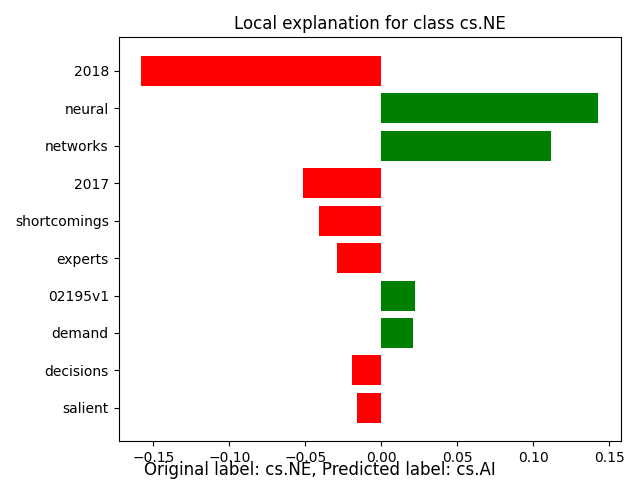 Local explanation for class cs.NE
2018
neural
networks
2017
shortcomings
experts
02195v1
demand
decisions
salient
−0.15 −0.10 −0.05 0.00 0.05 0.10 0.15
Original label: cs.NE, Predicted label: cs.AI